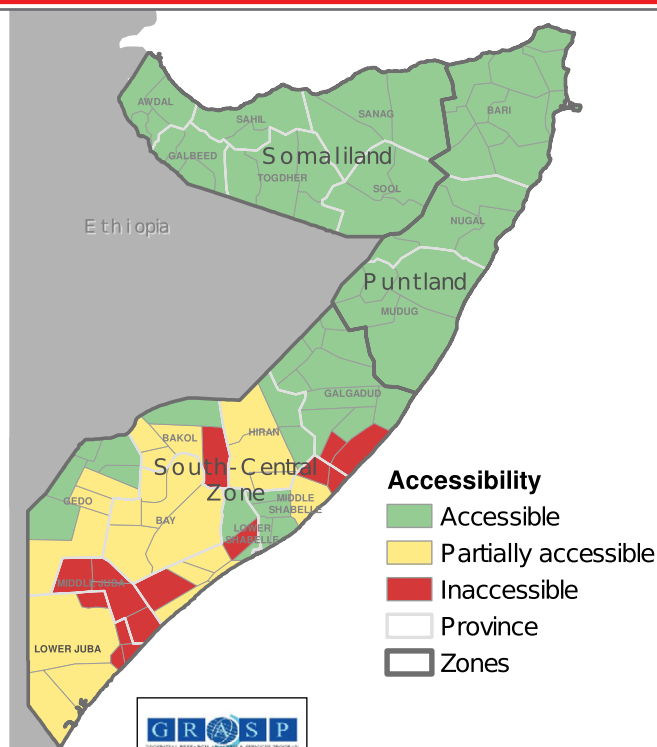 AWDAL
SAHIL
SANAG
BARI
GALBEED
Somaliland
TOGDHER
SOOL
Ethiopia
NUGAL
Puntland
MUDUG
GALGADUD
HIRAN
BAKOL
South-Central
Zone
GEDO
BAY
MIDDLE
SHABELLE
LOWER
SHABELLE
MIDDLE JUBA
LOWER JUBA
Accessibility
Accessible
Partially accessible
Inaccessible
Province
Zones
GRASP